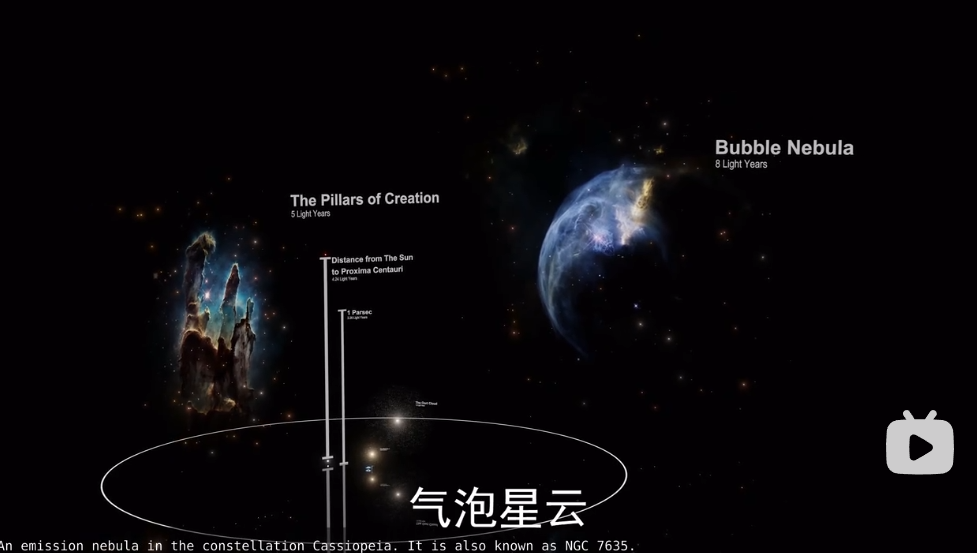 Bubble Nebula
8 Light Years
The Pillars of Creation
5 Light Years
Distance from The Sun
to Proxima Centauri
4.24 Light Years
1 Parsec
气泡星云
An emission nebula in the constellation Cassiopeia. It is also known as NGC 7635.